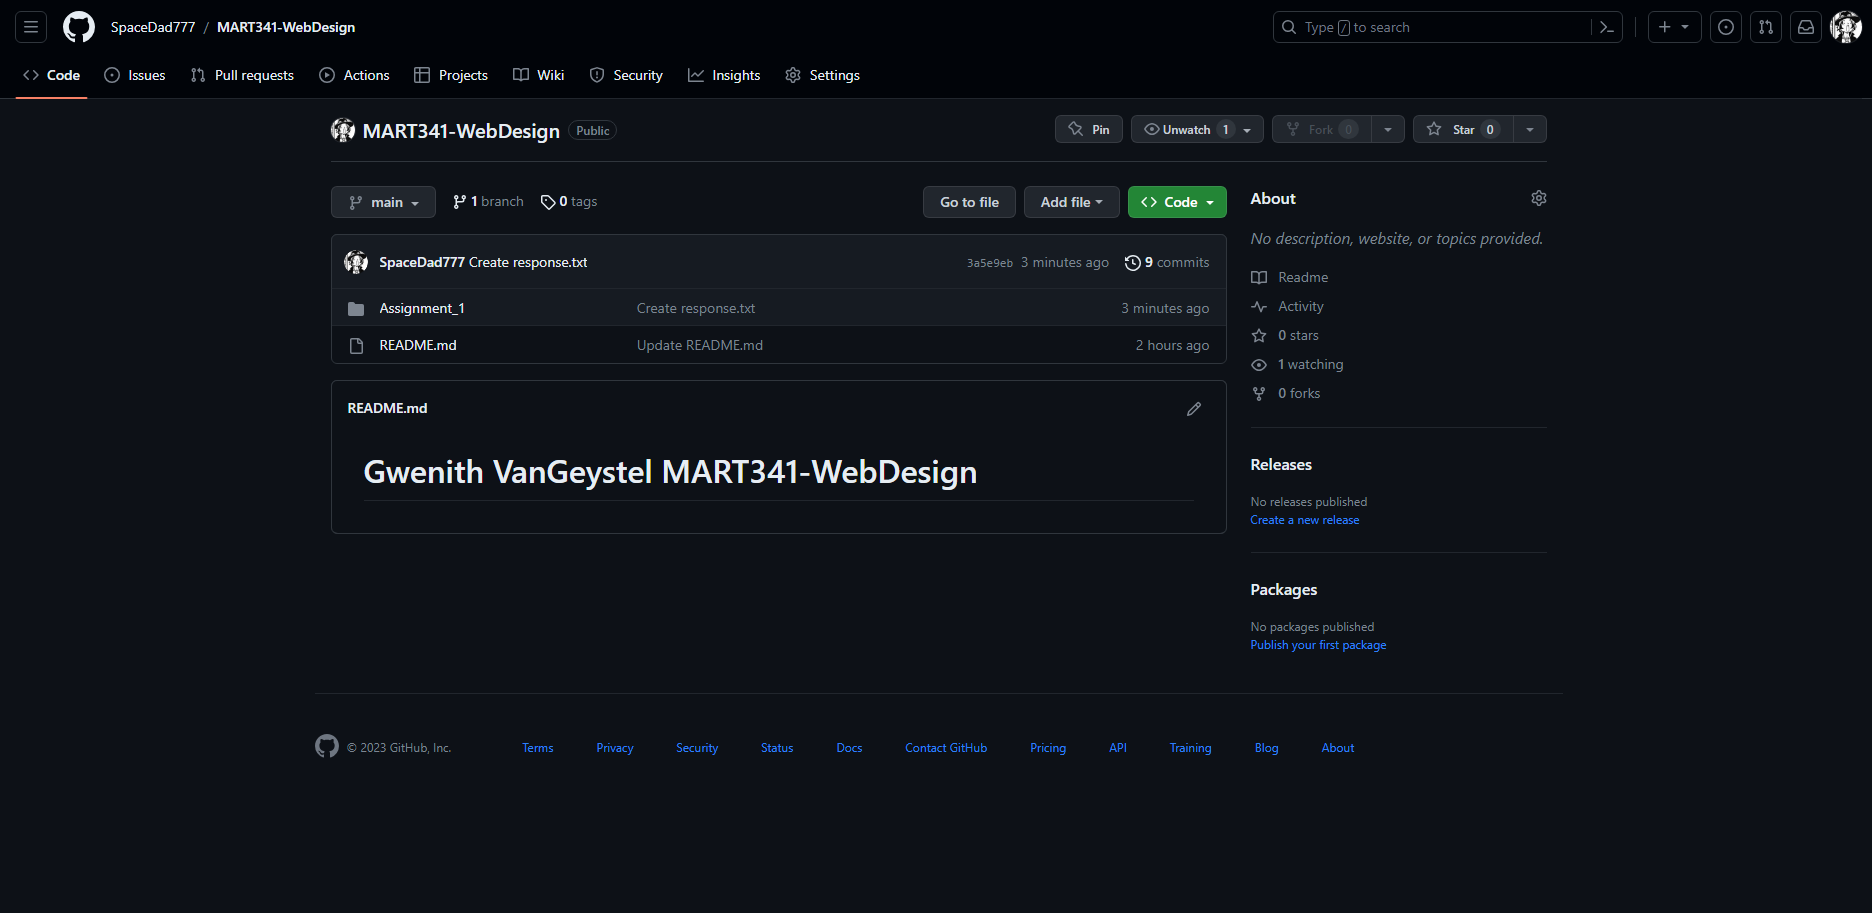 SpaceDad777 / MART341-WebDesign
Type / to search
Code Issues Pull requests Actions Projects Wiki Security Insights Settings
MART341-WebDesign Public
Pin Unwatch 1 Fork 0 Star 0
main 1 branch 0 tags Go to file Add file Code
SpaceDad777 Create response.txt 3a5e9eb 3 minutes ago 9 commits
Assignment_1 Create response.txt 3 minutes ago
README.md Update README.md 2 hours ago
README.md
Gwenith VanGeystel MART341-WebDesign
About
No description, website, or topics provided.
Readme
Activity
0 stars
1 watching
0 forks
Releases
No releases published
Create a new release
Packages
No packages published
Publish your first package
© 2023 GitHub, Inc. Terms Privacy Security Status Docs Contact GitHub Pricing API Training Blog About